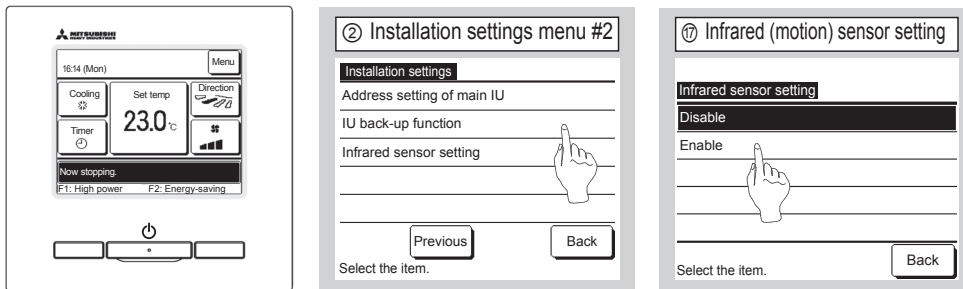 MITSUBISHI
HEAVY INDUSTRIES
16:14 (Mon)
Menu
Cooling
Set temp
Direction
23.0 °C
Timer
Now stopping.
F1: High power F2: Energy-saving
② Installation settings menu #2
Installation settings
Address setting of main IU
IU back-up function
Infrared sensor setting
Previous
Back
Select the item.
⑰ Infrared (motion) sensor setting
Infrared sensor setting
Disable
Enable
Back
Select the item.